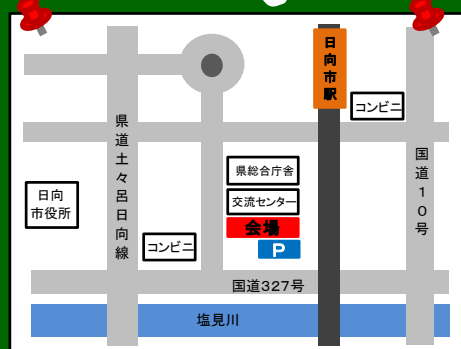 日向市駅
コンビニ
県道土々呂日向線
国道10号
県総合庁舎
日向
市役所
交流センター
会場
コンビニ
P
国道327号
塩見川